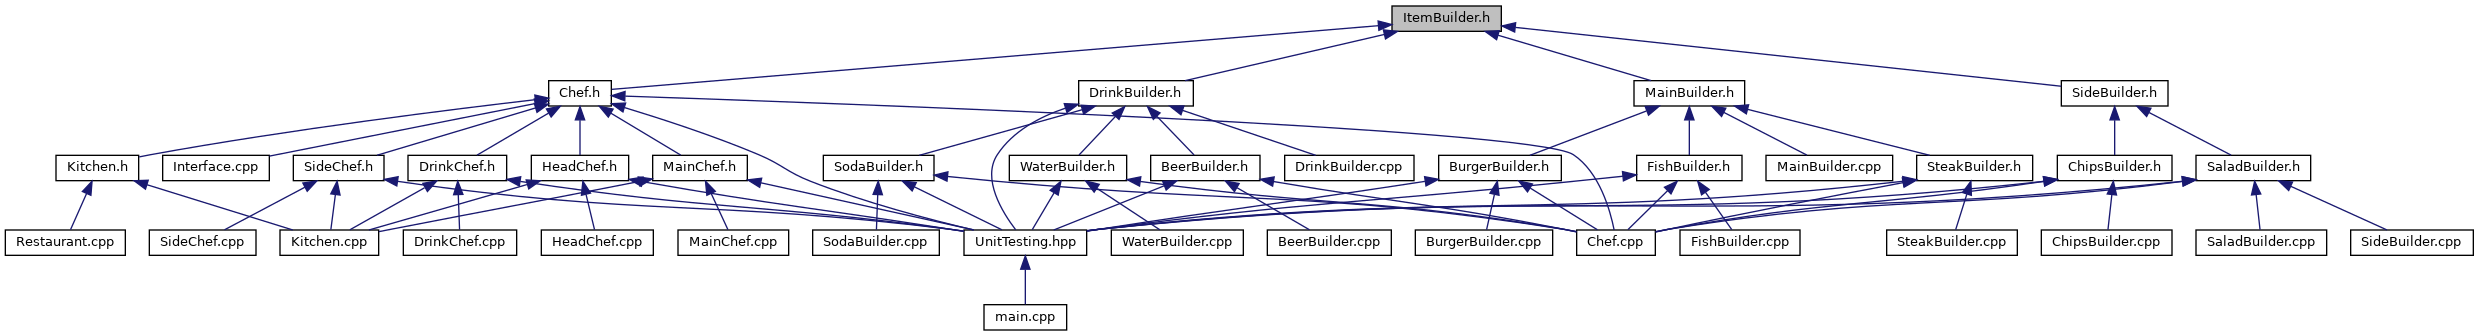 ItemBuilder.h
Chef.h
DrinkBuilder.h
MainBuilder.h
SideBuilder.h
Kitchen.h
Interface.cpp
SideChef.h
DrinkChef.h
HeadChef.h
MainChef.h
SodaBuilder.h
WaterBuilder.h
BeerBuilder.h
DrinkBuilder.cpp
BurgerBuilder.h
FishBuilder.h
MainBuilder.cpp
SteakBuilder.h
ChipsBuilder.h
SaladBuilder.h
Restaurant.cpp
SideChef.cpp
Kitchen.cpp
DrinkChef.cpp
HeadChef.cpp
MainChef.cpp
SodaBuilder.cpp
UnitTesting.hpp
WaterBuilder.cpp
BeerBuilder.cpp
BurgerBuilder.cpp
Chef.cpp
FishBuilder.cpp
SteakBuilder.cpp
ChipsBuilder.cpp
SaladBuilder.cpp
SideBuilder.cpp
main.cpp